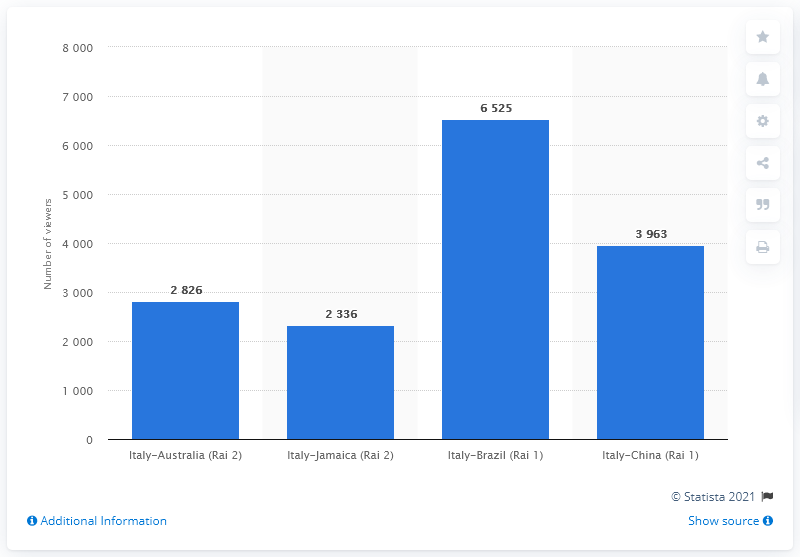 8 000
7 000
6 000
5 000
4 000
3 000
2 000
1 000
0
Number of viewers
2 826
2 336
6 525
3 963
Italy-Australia (Rai 2)
Italy-Jamaica (Rai 2)
Italy-Brazil (Rai 1)
Italy-China (Rai 1)
© Statista 2021
Additional Information
Show source